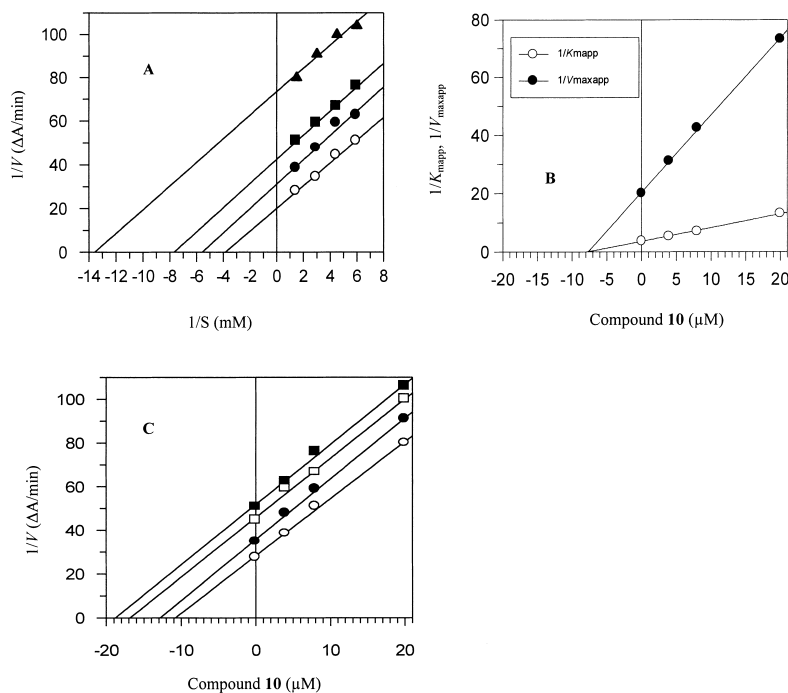 A
100
80
60
40
20
0
1/V (ΔA/min)
-14 -12 -10 -8 -6 -4 -2 0 2 4 6 8
1/S (mM)
B
1/Kmapp
1/Vmaxapp
80
60
40
20
0
1/Kmapp, 1/Vmaxapp
-20 -15 -10 -5 0 5 10 15 20
Compound 10 (µM)
C
100
80
60
40
20
0
1/V (ΔA/min)
-20 -10 0 10 20
Compound 10 (µM)